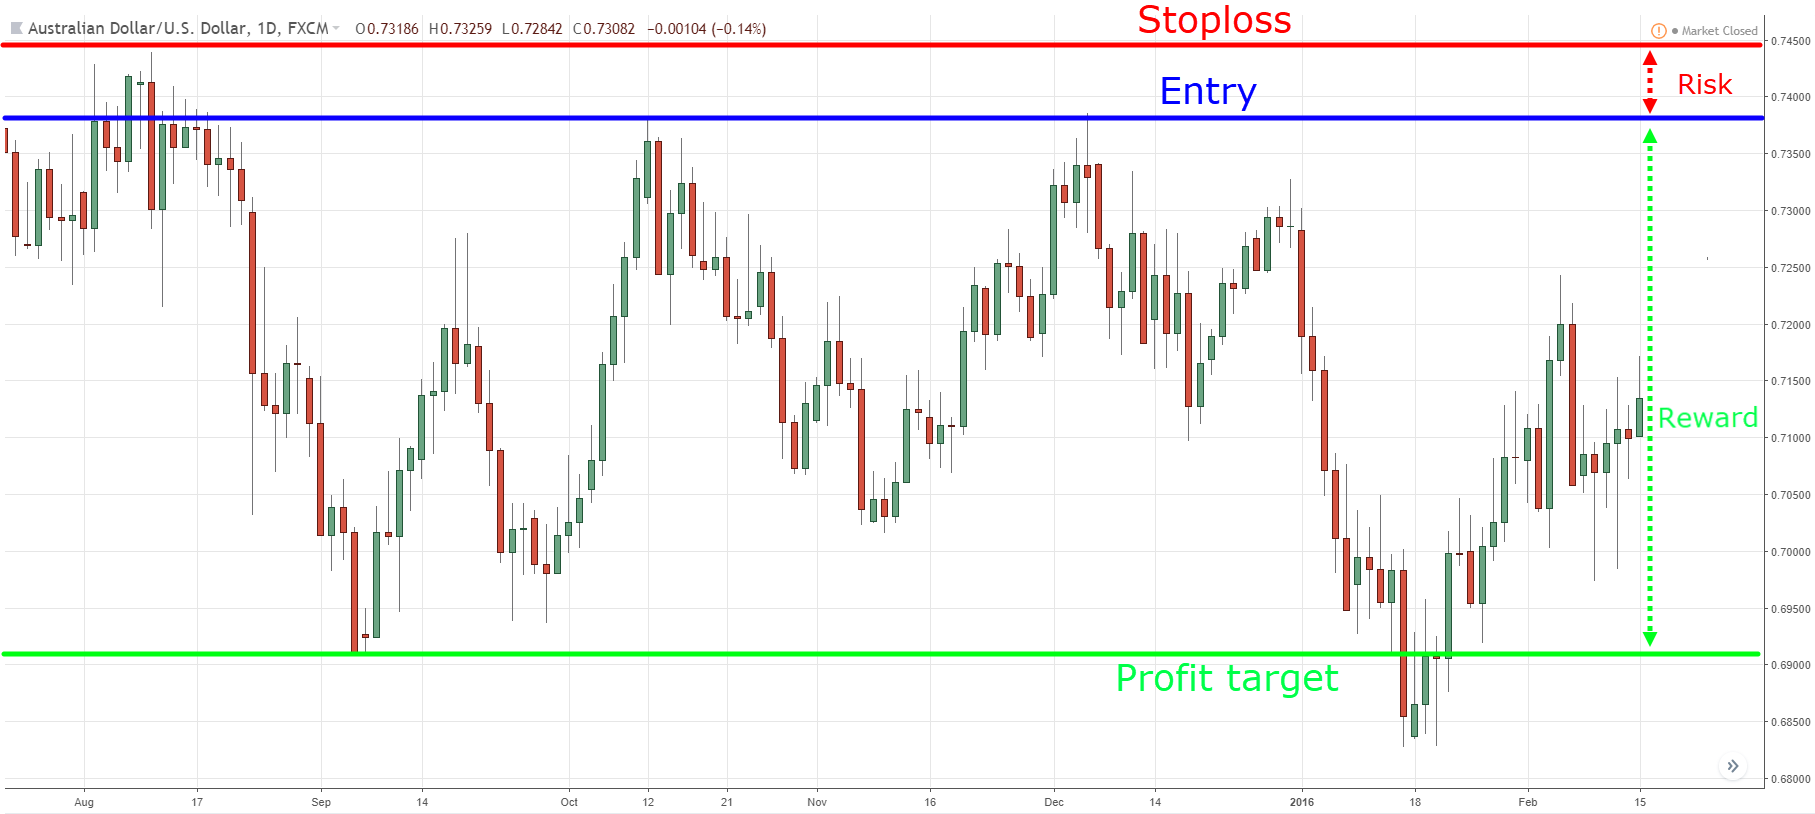 Stoploss
Australian Dollar/U.S. Dollar, 1D, FXCM O0.73186 H0.73259 L0.72842 C0.73082 −0.00104 (−0.14%)
! Market Closed
0.74500
Risk
Entry
0.74000
0.73500
0.73000
0.72500
0.72000
0.71500
Reward
0.71000
0.70500
0.70000
0.69500
0.69000
Profit target
0.68500
0.68000
Aug 17 Sep 14 Oct 12 21 Nov 16 Dec 14 2016 18 Feb 15